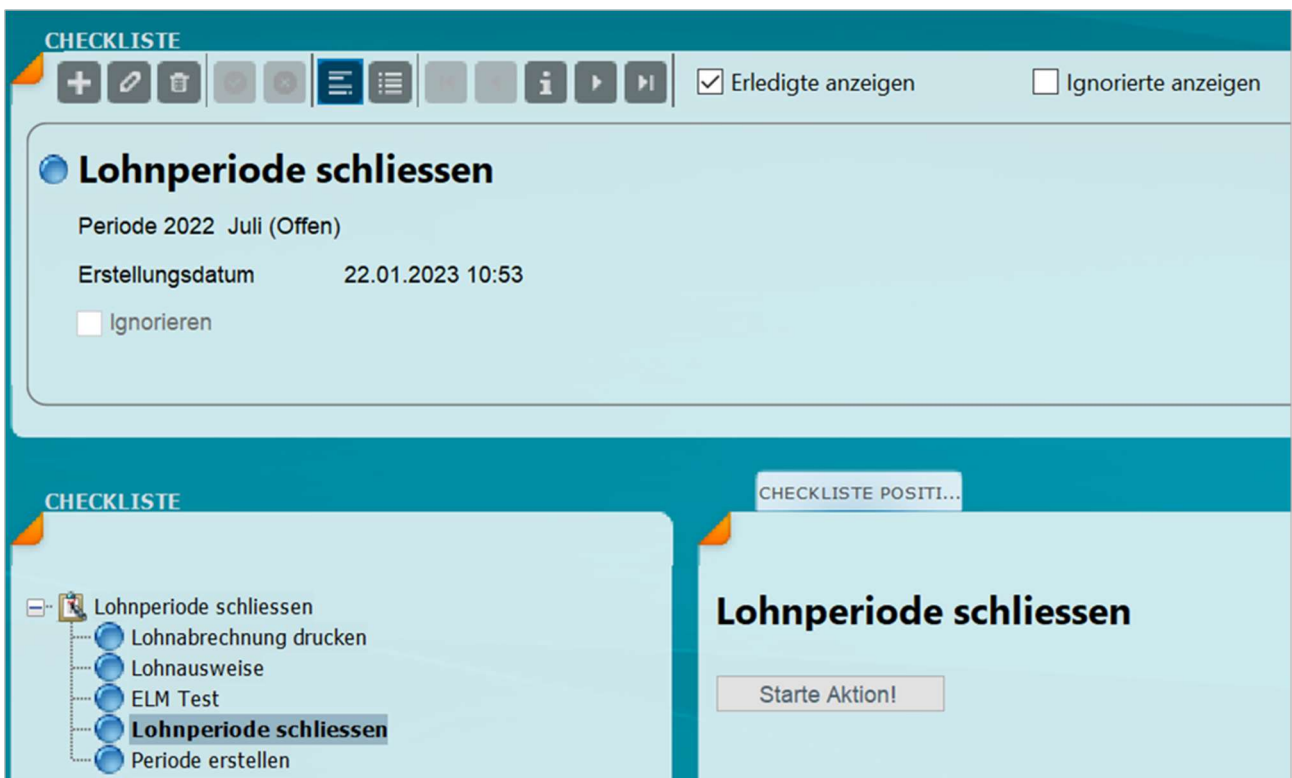 CHECKLISTE
Erledigte anzeigen
Ignorierte anzeigen
Lohnperiode schliessen
Periode 2022 Juli (Offen)
Erstellungsdatum 22.01.2023 10:53
Ignorieren
CHECKLISTE
Lohnperiode schliessen
Lohnabrechnung drucken
Lohnausweise
ELM Test
Lohnperiode schliessen
Periode erstellen
CHECKLISTE POSITI...
Lohnperiode schliessen
Starte Aktion!